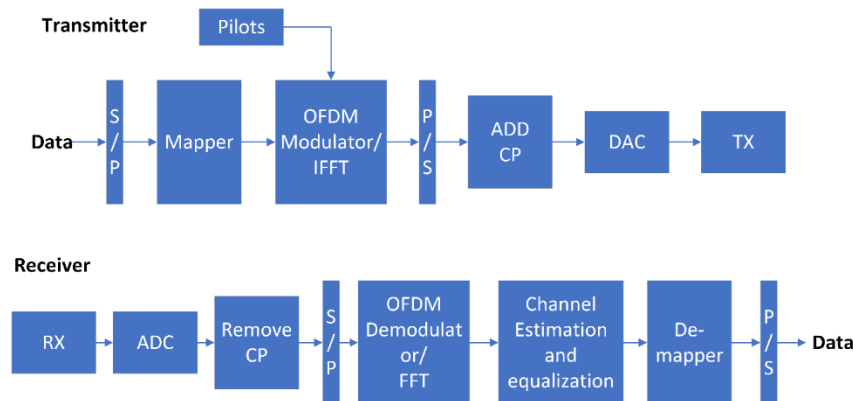 Transmitter
Pilots
Data
S
/
P
Mapper
OFDM
Modulator/
IFFT
P
/
S
ADD
CP
DAC
TX
Receiver
RX
ADC
Remove
CP
S
/
P
OFDM
Demodulat
or/
FFT
Channel
Estimation
and
equalization
De-
mapper
P
/
S
Data